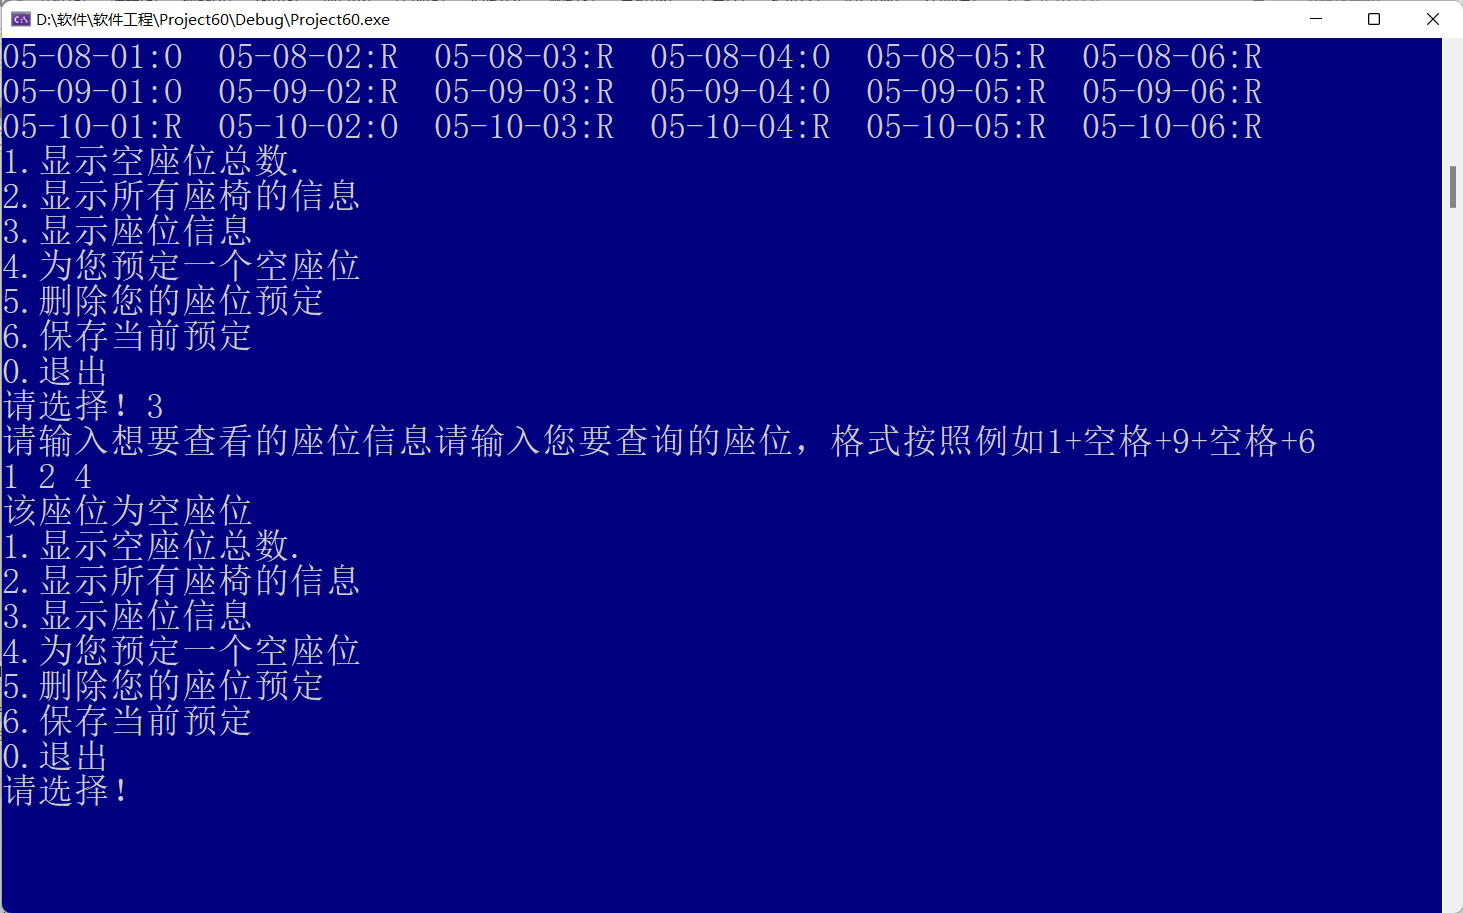 D:\软件\软件工程\Project60\Debug\Project60.exe
05-08-01:O  05-08-02:R  05-08-03:R  05-08-04:O  05-08-05:R  05-08-06:R
05-09-01:O  05-09-02:R  05-09-03:R  05-09-04:O  05-09-05:R  05-09-06:R
05-10-01:R  05-10-02:O  05-10-03:R  05-10-04:R  05-10-05:R  05-10-06:R
1.显示空座位总数.
2.显示所有座椅的信息
3.显示座位信息
4.为您预定一个空座位
5.删除您的座位预定
6.保存当前预定
0.退出
请选择！3
请输入想要查看的座位信息请输入您要查询的座位，格式按照例如1+空格+9+空格+6
1 2 4
该座位为空座位
1.显示空座位总数.
2.显示所有座椅的信息
3.显示座位信息
4.为您预定一个空座位
5.删除您的座位预定
6.保存当前预定
0.退出
请选择！